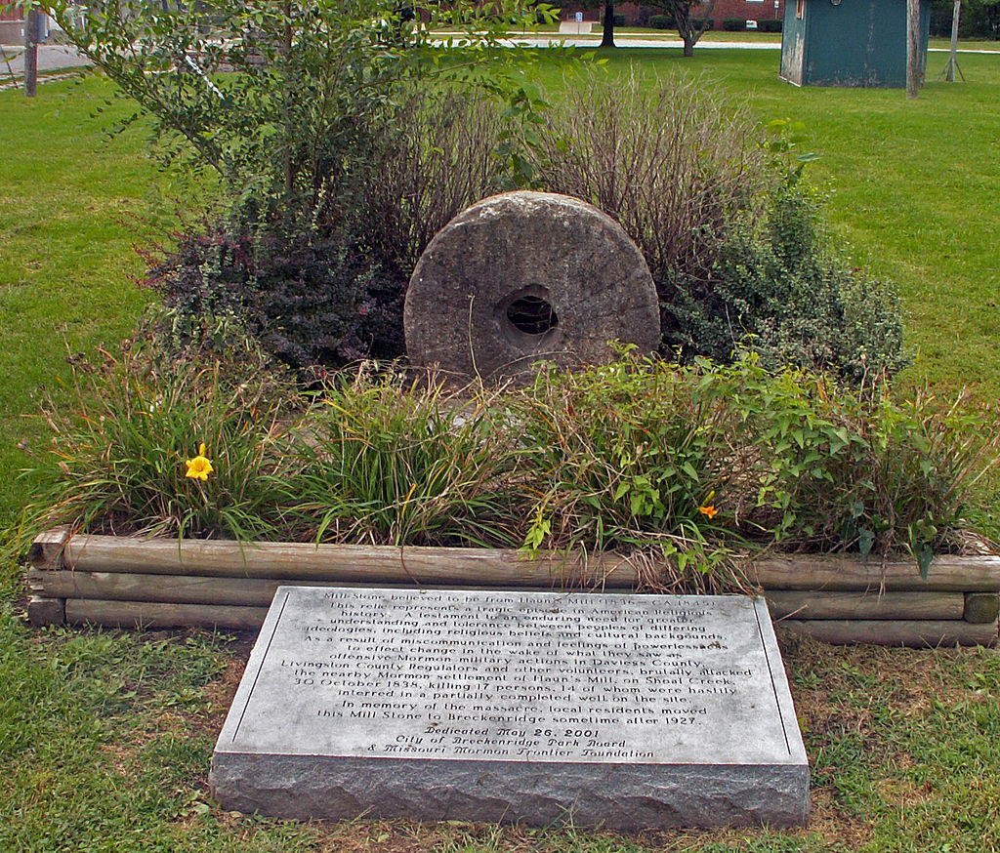 Mill Stone believed to be from Haun's Mill 1836 - CA.1845.
This relic represents a tragic episode in American Religious
history. A testament to an enduring need for greater
understanding and tolerance between peoples of differing
ideologies, including religious beliefs and cultural backgrounds.
As a result of miscommunication and feelings of powerlessness
to effect change in the wake of what they saw as
offensive Mormon military actions in Daviess County,
Livingston County Regulators and other volunteers, brutally attacked
the nearby Mormon settlement of Haun's Mill on Shoal Creek,
30 October 1838, killing 17 persons, 14 of whom were hastily
interred in a partially completed well on the site.
In memory of the massacre, local residents moved
this Mill Stone to Breckenridge sometime after 1927.
Dedicated May 26, 2001
City of Breckenridge Park Board
& Missouri Mormon Frontier Foundation